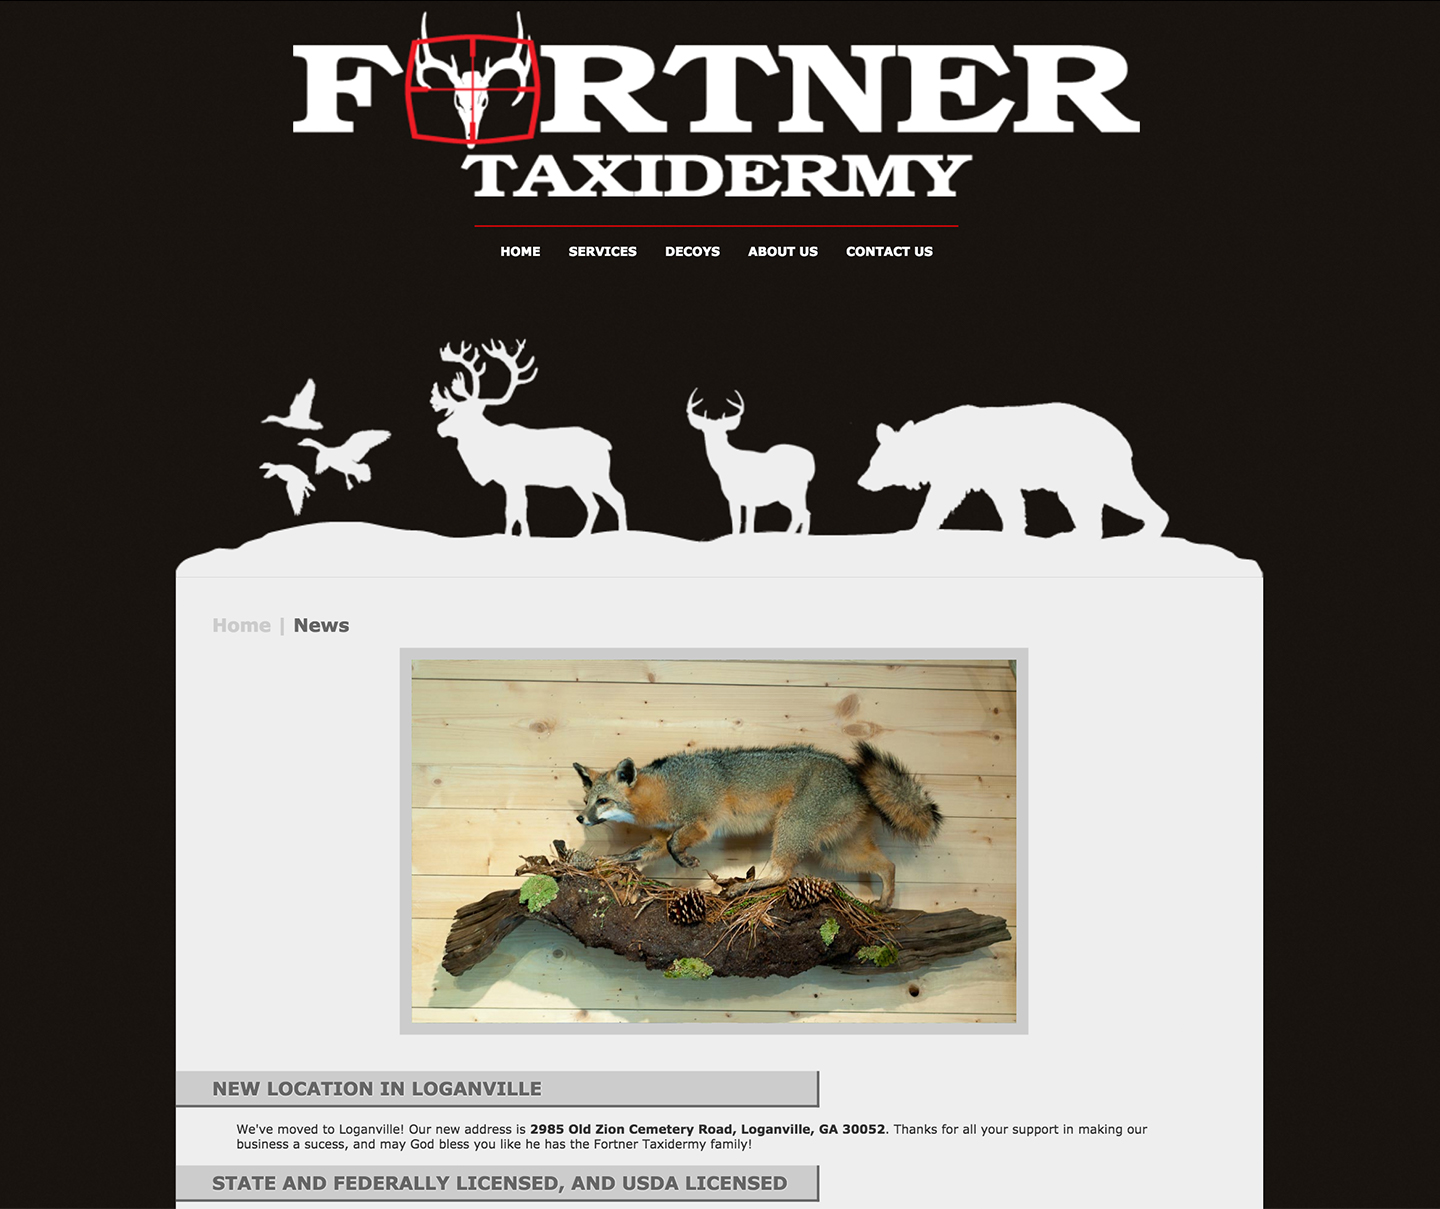 FORTNER
TAXIDERMY
HOME SERVICES DECOYS ABOUT US CONTACT US
Home | News
NEW LOCATION IN LOGANVILLE
We've moved to Loganville! Our new address is 2985 Old Zion Cemetery Road, Loganville, GA 30052. Thanks for all your support in making our
business a sucess, and may God bless you like he has the Fortner Taxidermy family!
STATE AND FEDERALLY LICENSED, AND USDA LICENSED